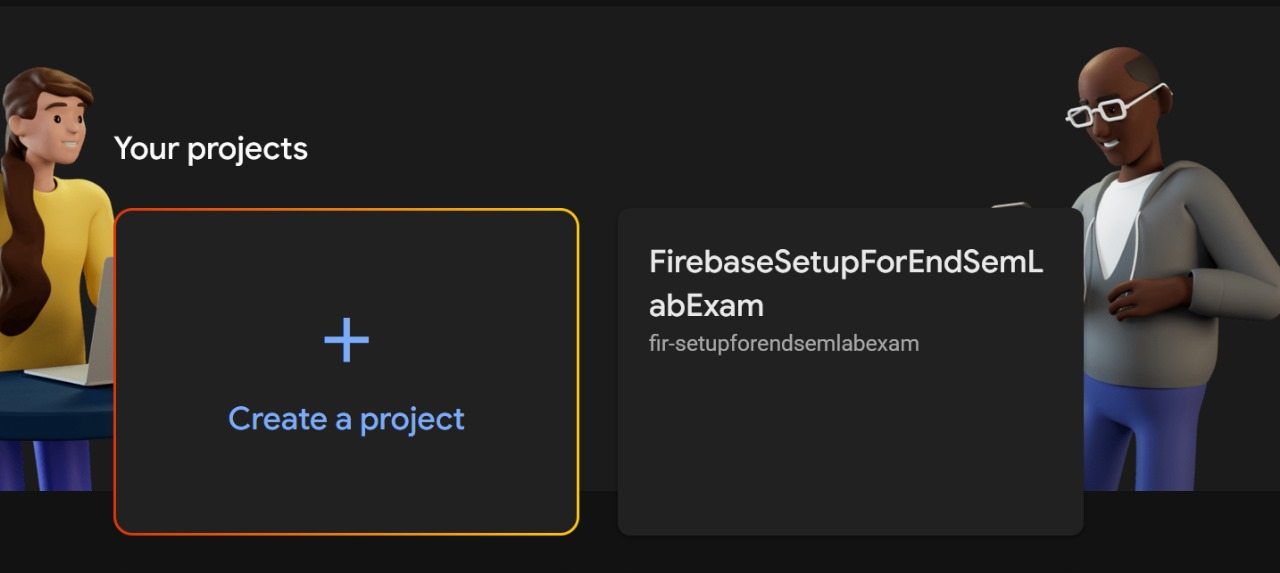 Your projects
Create a project
FirebaseSetupForEndSemL
abExam
fir-setupforendsemlabexam